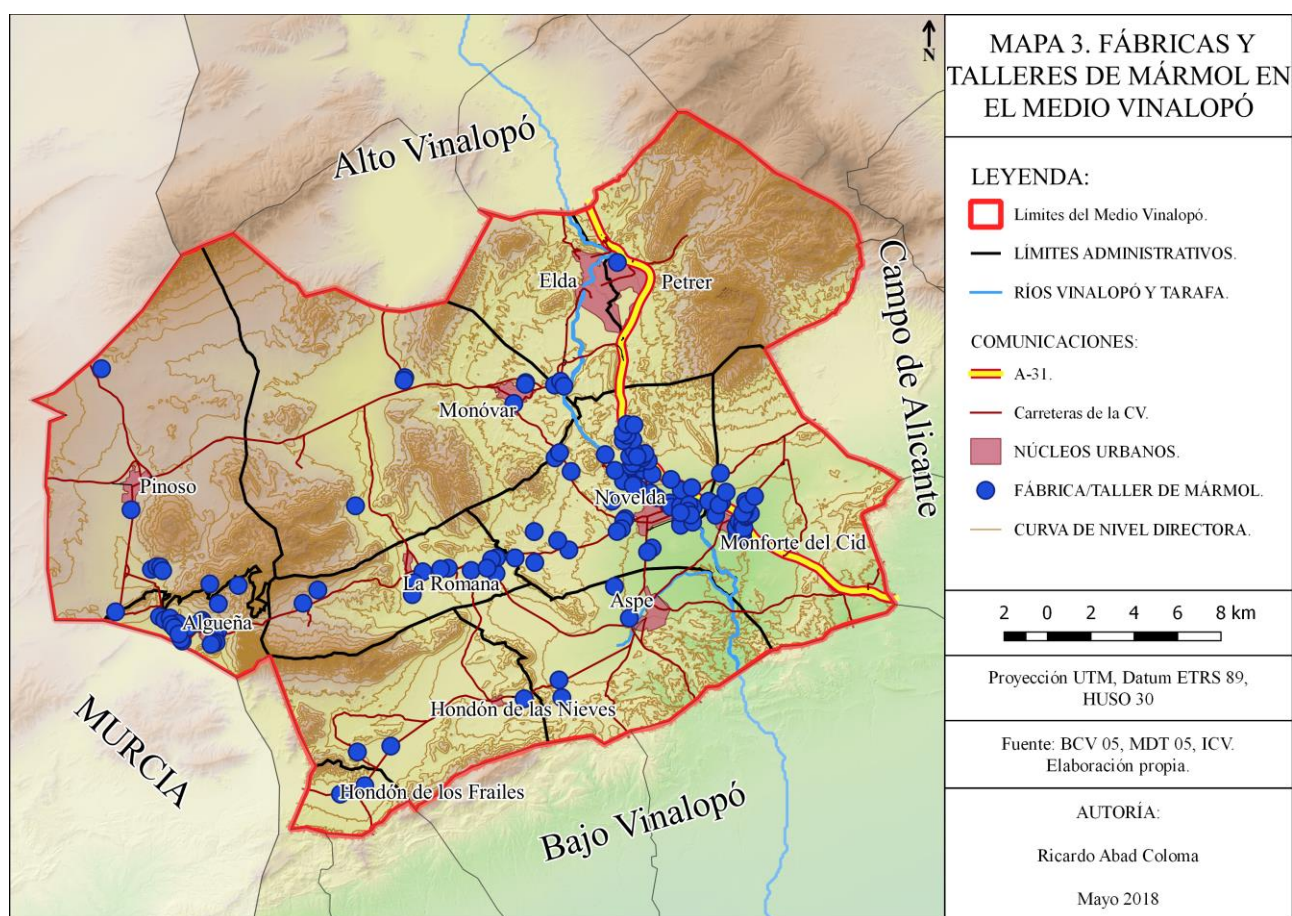 MAPA 3. FÁBRICAS Y
TALLERES DE MÁRMOL EN
EL MEDIO VINALOPÓ
LEYENDA:
Límites del Medio Vinalopó.
LÍMITES ADMINISTRATIVOS.
RÍOS VINALOPÓ Y TARAFA.
COMUNICACIONES:
A-31.
Carreteras de la CV.
NÚCLEOS URBANOS.
FÁBRICA/TALLER DE MÁRMOL.
CURVA DE NIVEL DIRECTORA.
2 0 2 4 6 8 km
Proyección UTM, Datum ETRS 89,
HUSO 30
Fuente: BCV 05, MDT 05, ICV.
Elaboración propia.
AUTORÍA:
Ricardo Abad Coloma
Mayo 2018
N
Alto Vinalopó
Campo de Alicante
Elda
Petrer
Monóvar
Pinoso
Novelda
Monforte del Cid
La Romana
Aspe
Algueña
Hondón de las Nieves
MURCIA
Hondón de los Frailes
Bajo Vinalopó